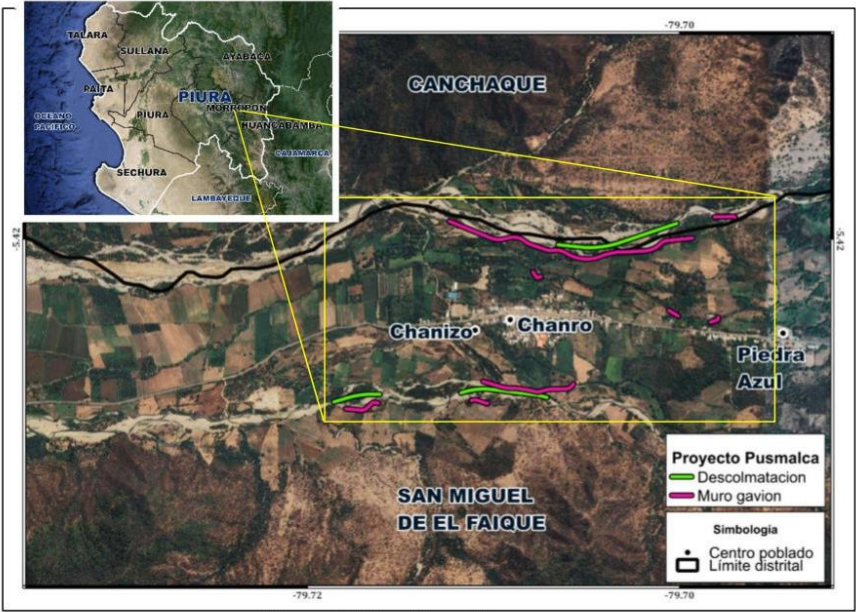 TALARA
SULLANA
AYABACA
PAITA
PIURA
PIURA
MORROPON
HUANCABAMBA
OCEANO
PACIFICO
CAJAMARCA
SECHURA
LAMBAYEQUE
-79.70
CANCHAQUE
-5.42
-5.42
Chanizo
Chanro
Piedra
Azul
SAN MIGUEL
DE EL FAIQUE
Proyecto Pusmalca
Descolmatacion
Muro gavion
Simbología
Centro poblado
Límite distrital
-79.72
-79.70